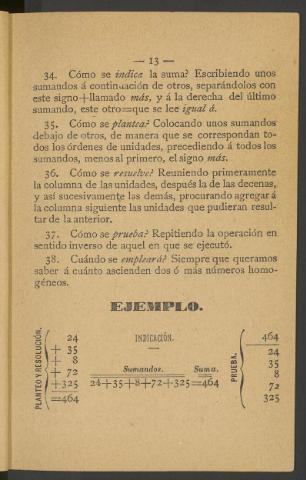 — 13 —
34. Cómo se indica la suma? Escribiendo unos
sumandos á continuación de otros, separándolos con
este signo+llamado más, y á la derecha del último
sumando, este otro=que se lee igual á.
35. Cómo se plantea? Colocando unos sumandos
debajo de otros, de manera que se correspondan to-
dos los órdenes de unidades, precediendo á todos los
sumandos, menos al primero, el signo más.
36. Cómo se resuelve? Reuniendo primeramente
la columna de las unidades, después la de las decenas,
y así sucesivamente las demás, procurando agregar á
la columna siguiente las unidades que pudieran resul-
tar de la anterior.
37. Cómo se prueba? Repitiendo la operación en
sentido inverso de aquel en que se ejecutó.
38. Cuándo se empleará? Siempre que queramos
saber á cuánto ascienden dos ó más números homo-
géneos.
EJEMPLO.
PLANTEO Y RESOLUCIÓN.
24
+ 35
+ 8
+ 72
+325
=464
INDICACIÓN.
Sumandos. Suma.
24+35+8+72+325=464
PRUEBA.
464
24
35
8
72
325